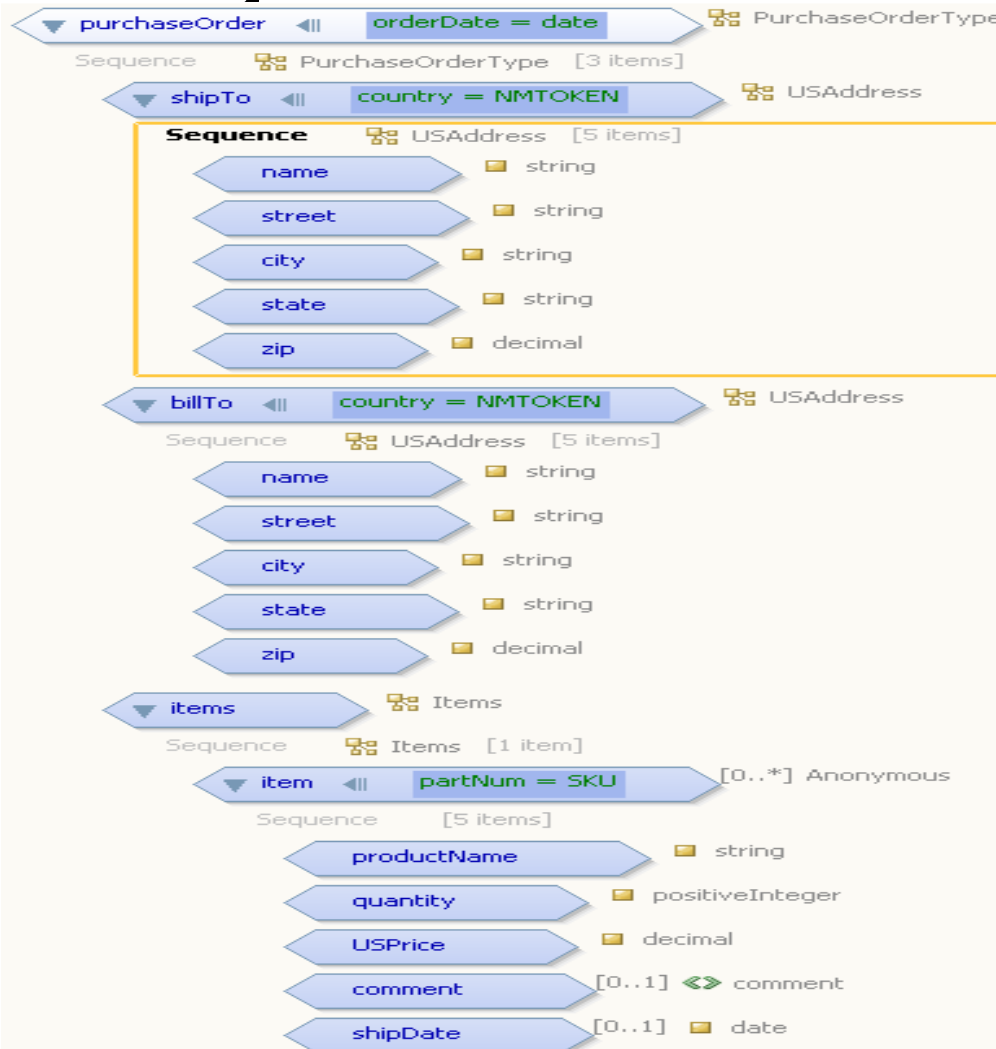 purchaseOrder orderDate = date PurchaseOrderType
Sequence PurchaseOrderType [3 items]
shipTo country = NMTOKEN USAddress
Sequence USAddress [5 items]
name string
street string
city string
state string
zip decimal
billTo country = NMTOKEN USAddress
Sequence USAddress [5 items]
name string
street string
city string
state string
zip decimal
items Items
Sequence Items [1 item]
item partNum = SKU [0..*] Anonymous
Sequence [5 items]
productName string
quantity positiveInteger
USPrice decimal
comment [0..1] comment
shipDate [0..1] date